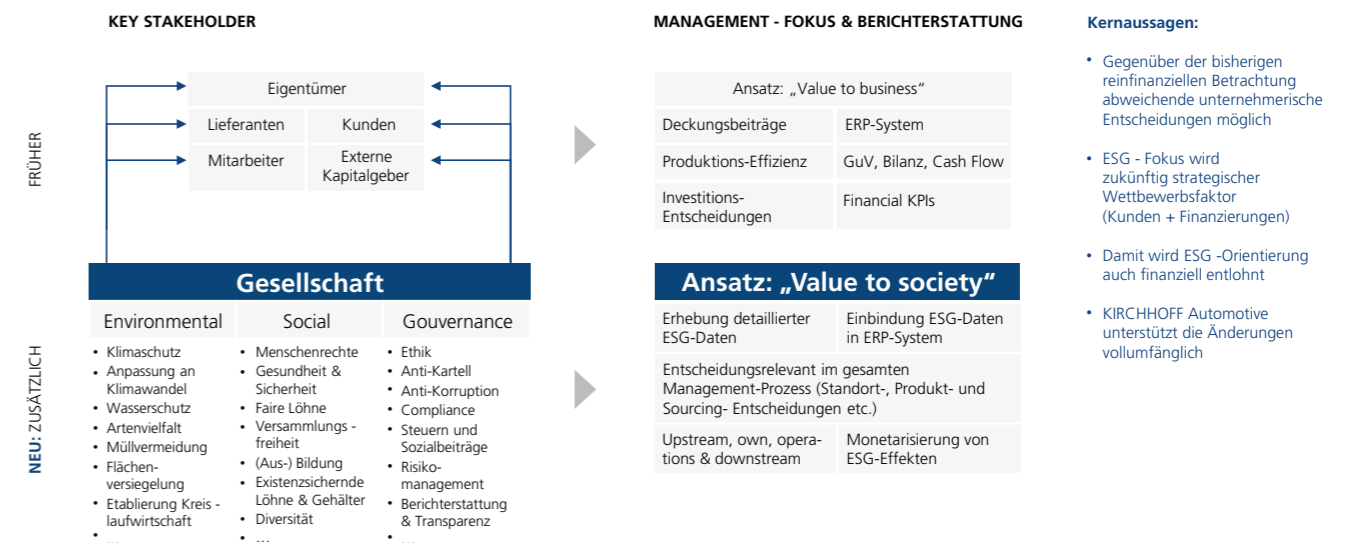 KEY STAKEHOLDER
FRÜHER
Eigentümer
Lieferanten
Kunden
Mitarbeiter
Externe
Kapitalgeber
MANAGEMENT - FOKUS & BERICHTERSTATTUNG
Ansatz: „Value to business“
Deckungsbeiträge
ERP-System
Produktions-Effizienz
GuV, Bilanz, Cash Flow
Investitions-
Entscheidungen
Financial KPIs
NEU: ZUSÄTZLICH
Gesellschaft
Environmental
Social
Gouvernance
• Klimaschutz
• Anpassung an
Klimawandel
• Wasserschutz
• Artenvielfalt
• Müllvermeidung
• Flächen-
versiegelung
• Etablierung Kreis -
laufwirtschaft
• ...
• Menschenrechte
• Gesundheit &
Sicherheit
• Faire Löhne
• Versammlungs -
freiheit
• (Aus-) Bildung
• Existenzsichernde
Löhne & Gehälter
• Diversität
• ...
• Ethik
• Anti-Kartell
• Anti-Korruption
• Compliance
• Steuern und
Sozialbeiträge
• Risiko-
management
• Berichterstattung
& Transparenz
• ...
Ansatz: „Value to society“
Erhebung detaillierter
ESG-Daten
Einbindung ESG-Daten
in ERP-System
Entscheidungsrelevant im gesamten
Management-Prozess (Standort-, Produkt- und
Sourcing- Entscheidungen etc.)
Upstream, own, opera-
tions & downstream
Monetarisierung von
ESG-Effekten
Kernaussagen:
• Gegenüber der bisherigen
reinfinanziellen Betrachtung
abweichende unternehmerische
Entscheidungen möglich
• ESG - Fokus wird
zukünftig strategischer
Wettbewerbsfaktor
(Kunden + Finanzierungen)
• Damit wird ESG -Orientierung
auch finanziell entlohnt
• KIRCHHOFF Automotive
unterstützt die Änderungen
vollumfänglich